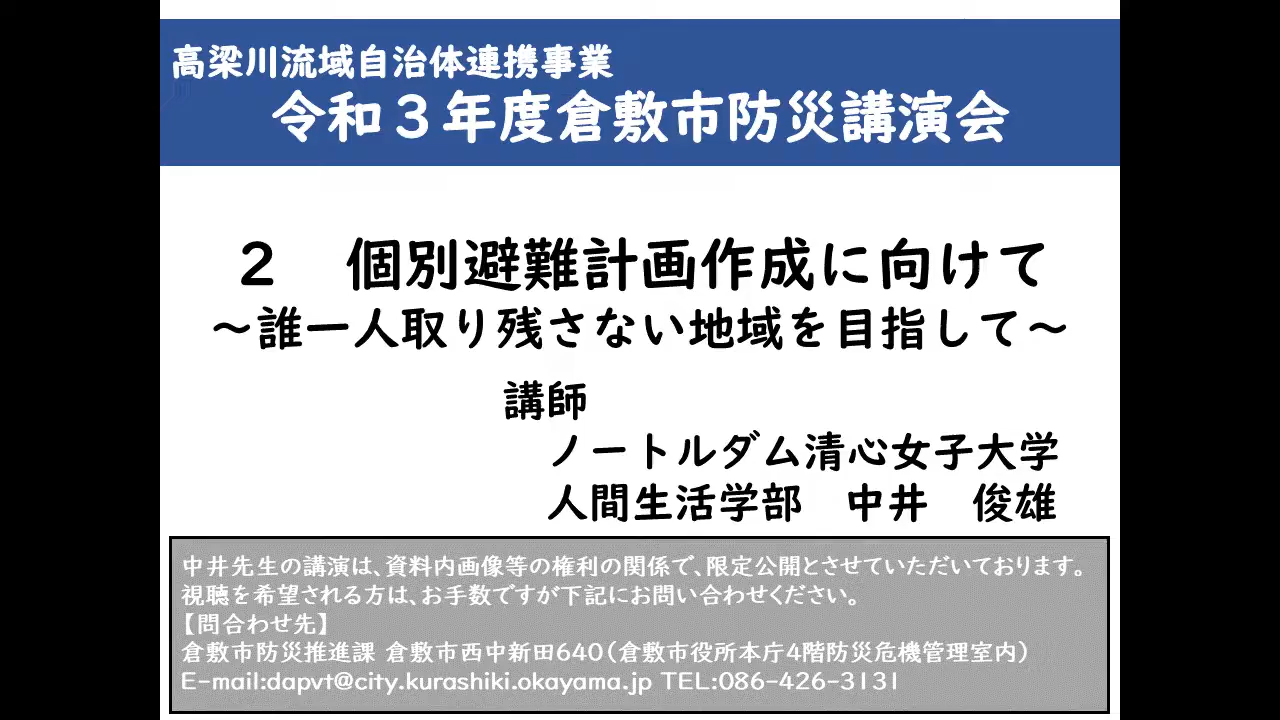 高梁川流域自治体連携事業
令和3年度倉敷市防災講演会
2　個別避難計画作成に向けて
～誰一人取り残さない地域を目指して～
講師
ノートルダム清心女子大学
人間生活学部　中井　俊雄
中井先生の講演は、資料内画像等の権利の関係で、限定公開とさせていただいております。
視聴を希望される方は、お手数ですが下記にお問い合わせください。
【問合わせ先】
倉敷市防災推進課 倉敷市西中新田640（倉敷市役所本庁4階防災危機管理室内）
E-mail:dapvt@city.kurashiki.okayama.jp TEL:086-426-3131